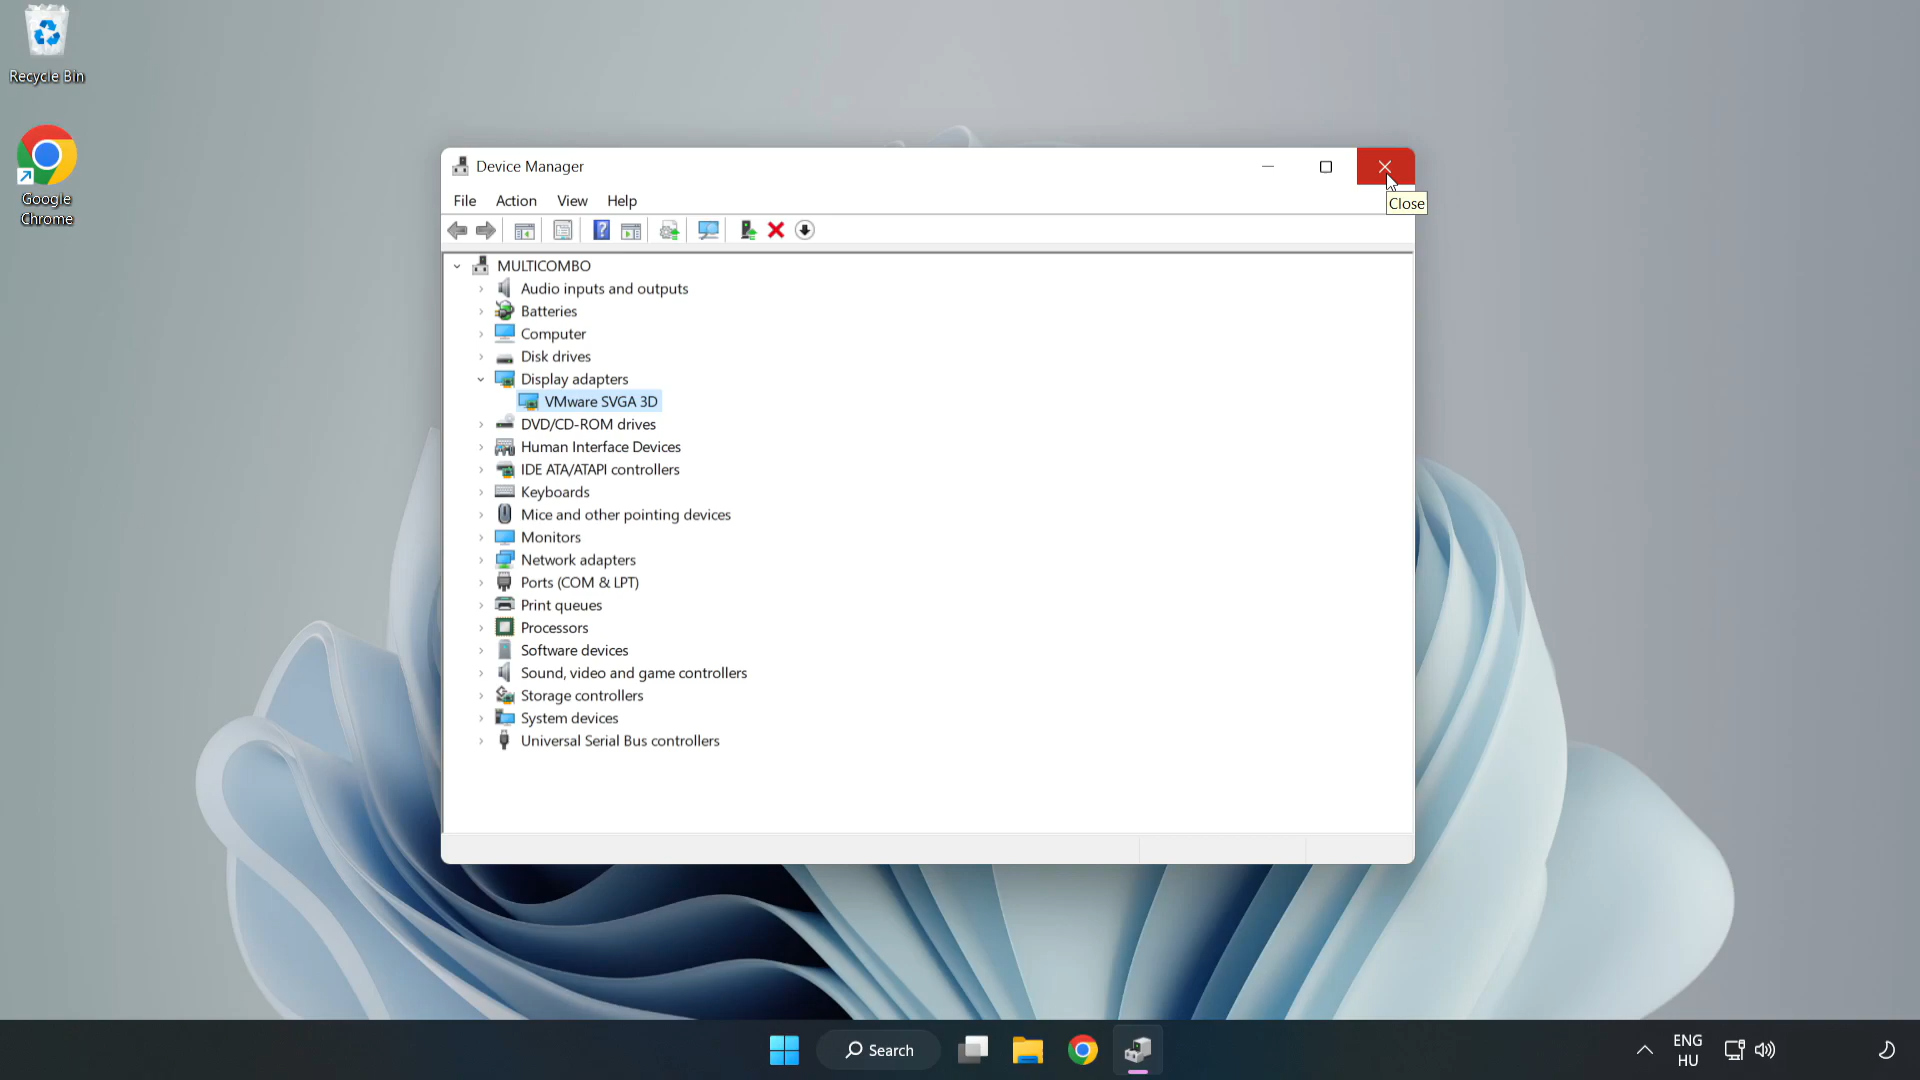 Recycle Bin
Google
Chrome
Device Manager
File Action View Help
Close
MULTICOMBO
Audio inputs and outputs
Batteries
Computer
Disk drives
Display adapters
VMware SVGA 3D
DVD/CD-ROM drives
Human Interface Devices
IDE ATA/ATAPI controllers
Keyboards
Mice and other pointing devices
Monitors
Network adapters
Ports (COM & LPT)
Print queues
Processors
Software devices
Sound, video and game controllers
Storage controllers
System devices
Universal Serial Bus controllers
Search
ENG
HU